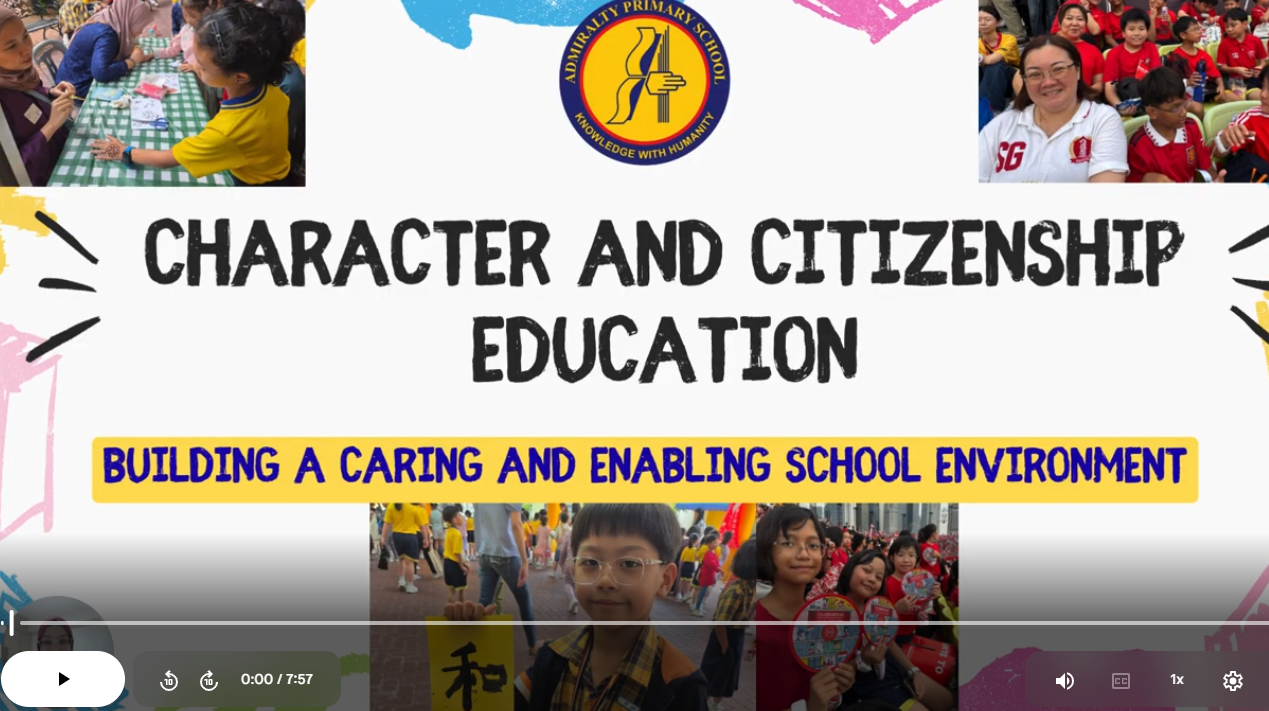 ADMIRALTY PRIMARY SCHOOL
KNOWLEDGE WITH HUMANITY
SG
CHARACTER AND CITIZENSHIP
EDUCATION
BUILDING A CARING AND ENABLING SCHOOL ENVIRONMENT
和
10
10
0:00 / 7:57
CC
1x